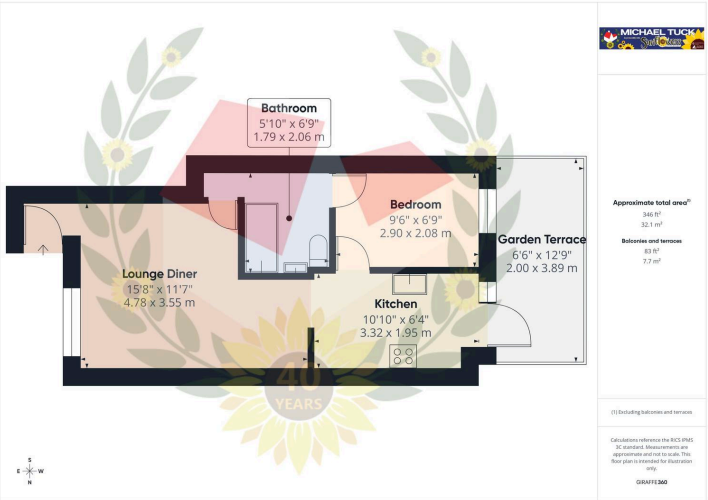 MICHAEL TUCK
Bathroom
5'10" x 6'9"
1.79 x 2.06 m
Bedroom
9'6" x 6'9"
2.90 x 2.08 m
Garden Terrace
6'6" x 12'9"
2.00 x 3.89 m
Lounge Diner
15'8" x 11'7"
4.78 x 3.55 m
Kitchen
10'10" x 6'4"
3.32 x 1.95 m
40
YEARS
S
E W
N
Approximate total area⁽¹⁾
346 ft²
32.1 m²
Balconies and terraces
83 ft²
7.7 m²
(1) Excluding balconies and terraces
Calculations reference the RICS IPMS
3C standard. Measurements are
approximate and not to scale. This
floor plan is intended for illustration
only.
GIRAFFE360